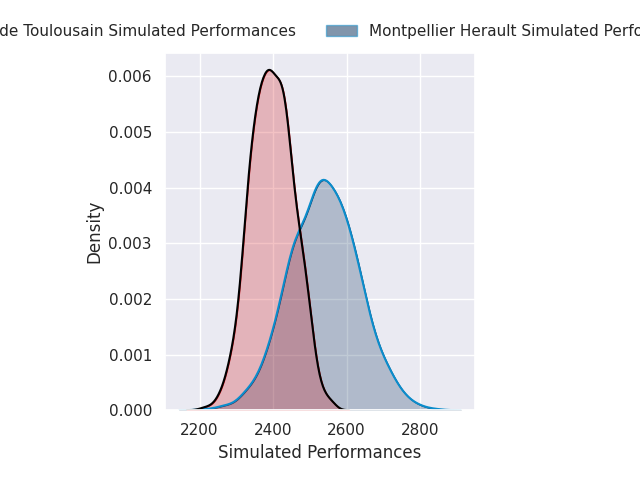 de Toulousain Simulated Performances Montpellier Herault Simulated
0.006
0.005
0.004
0.003
0.002
0.001
0.000
Density
2200 2400 2600 2800
Simulated Performances